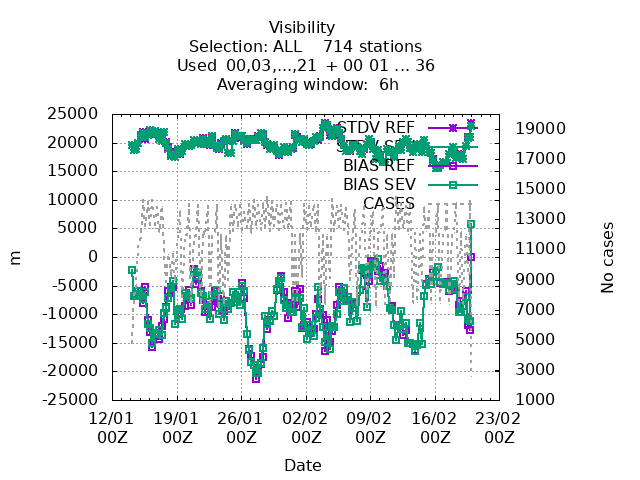 Visibility
Selection: ALL 714 stations
Used 00,03,...,21 + 00 01 ... 36
Averaging window: 6h
25000
20000
15000
10000
5000
0
-5000
-10000
-15000
-20000
-25000
m
STDV REF
BIAS REF
BIAS SEV
CASES
19000
17000
15000
13000
11000
9000
7000
5000
3000
1000
No cases
12/01 19/01 26/01 02/02 09/02 16/02 23/02
00Z 00Z 00Z 00Z 00Z 00Z 00Z
Date